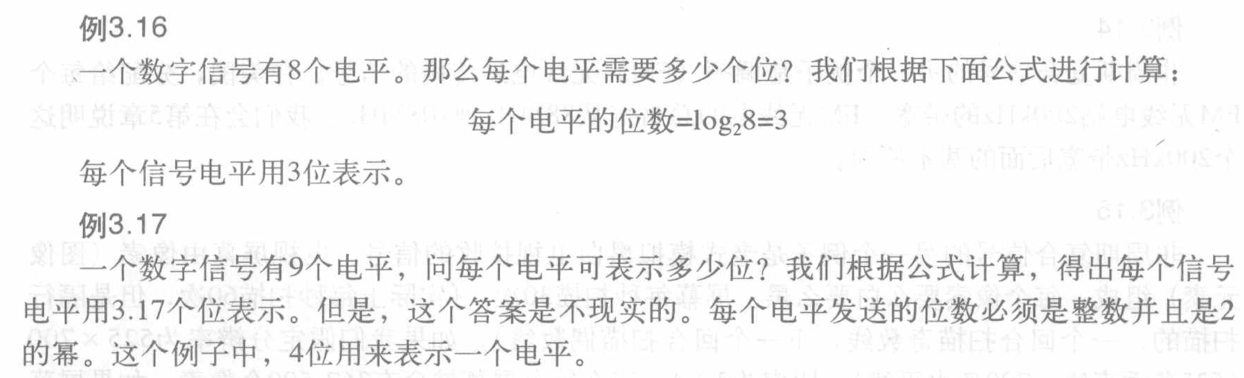 例3.16
一个数字信号有8个电平。那么每个电平需要多少个位？我们根据下面公式进行计算：
每个电平的位数=log₂8=3
每个信号电平用3位表示。
例3.17
一个数字信号有9个电平，问每个电平可表示多少位？我们根据公式计算，得出每个信号
电平用3.17个位表示。但是，这个答案是不现实的。每个电平发送的位数必须是整数并且是2
的幂。这个例子中，4位用来表示一个电平。